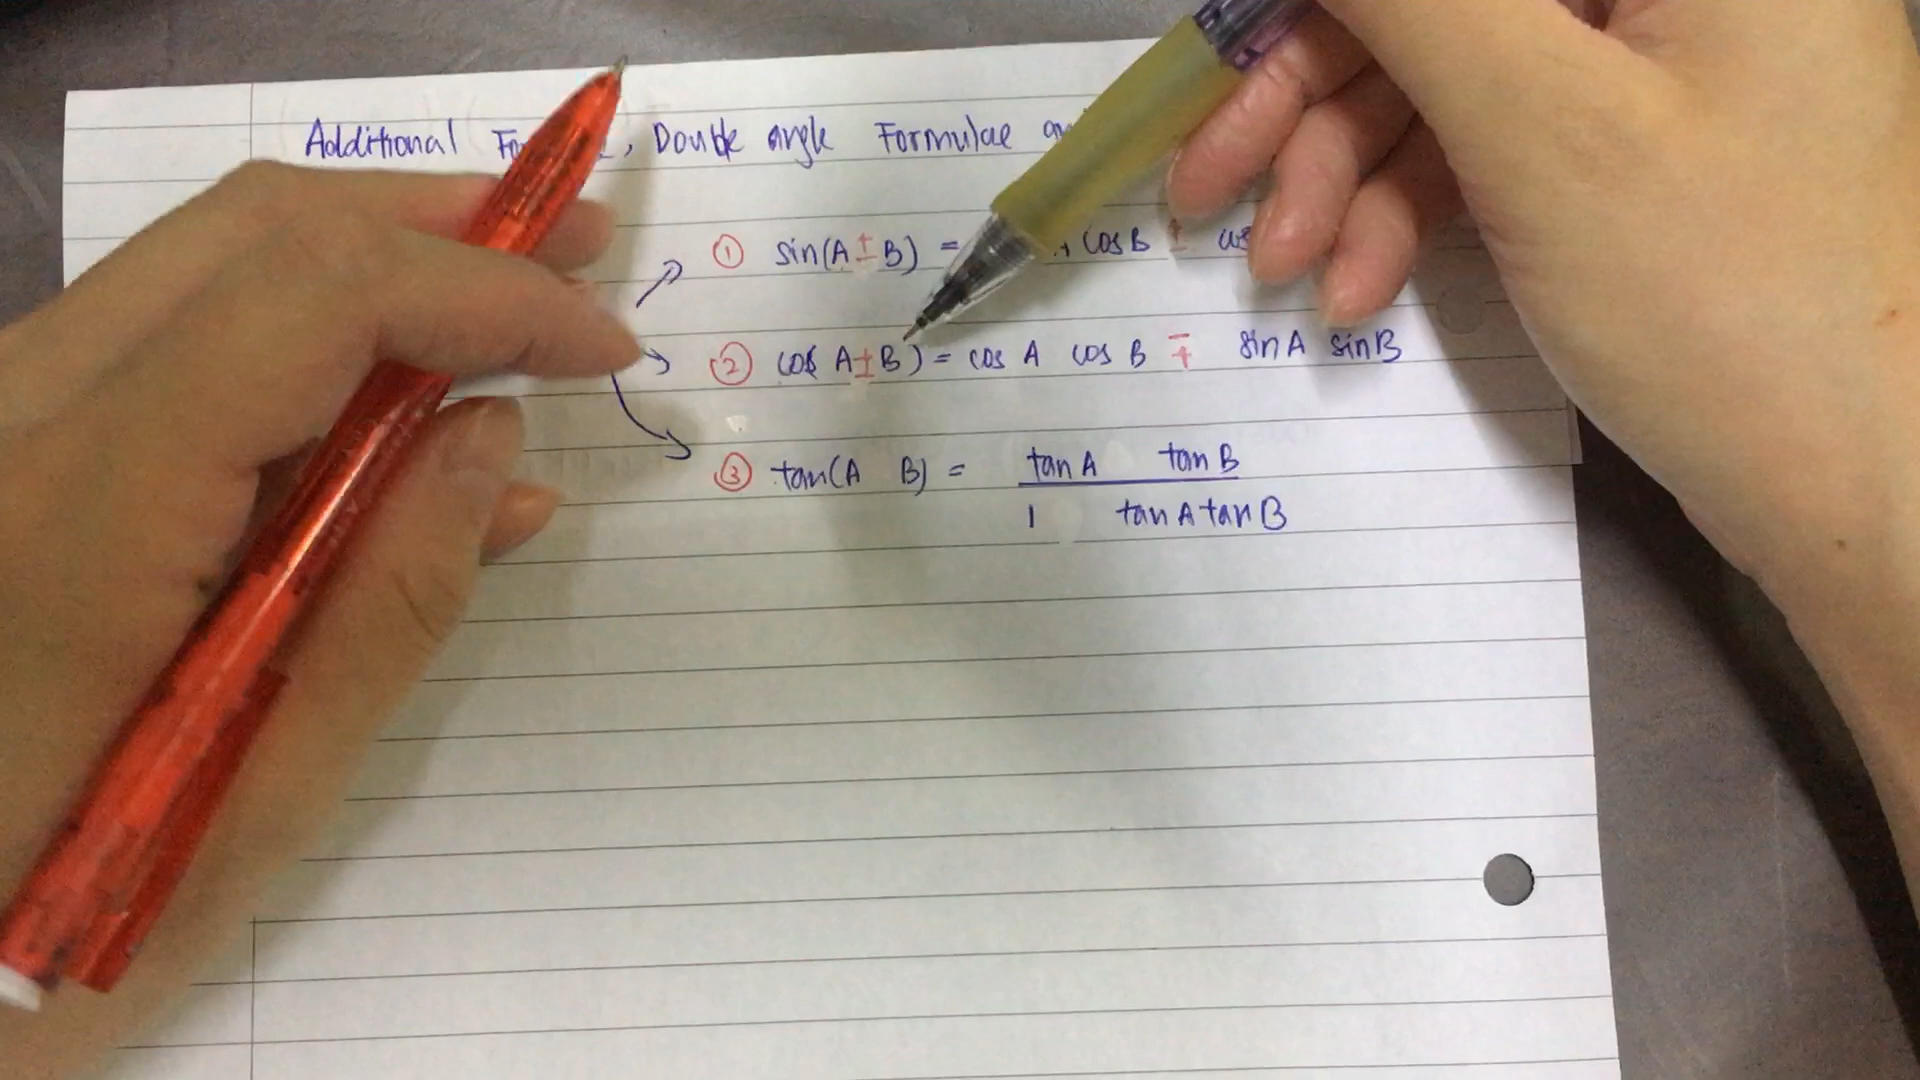 Additional , Double angle Formulae
① sin(A ± B) = cosB ±
② cos( A ± B ) = cos A cos B ∓ sin A sin B
③ tan(A B) = tan A tan B
1 tan A tan B